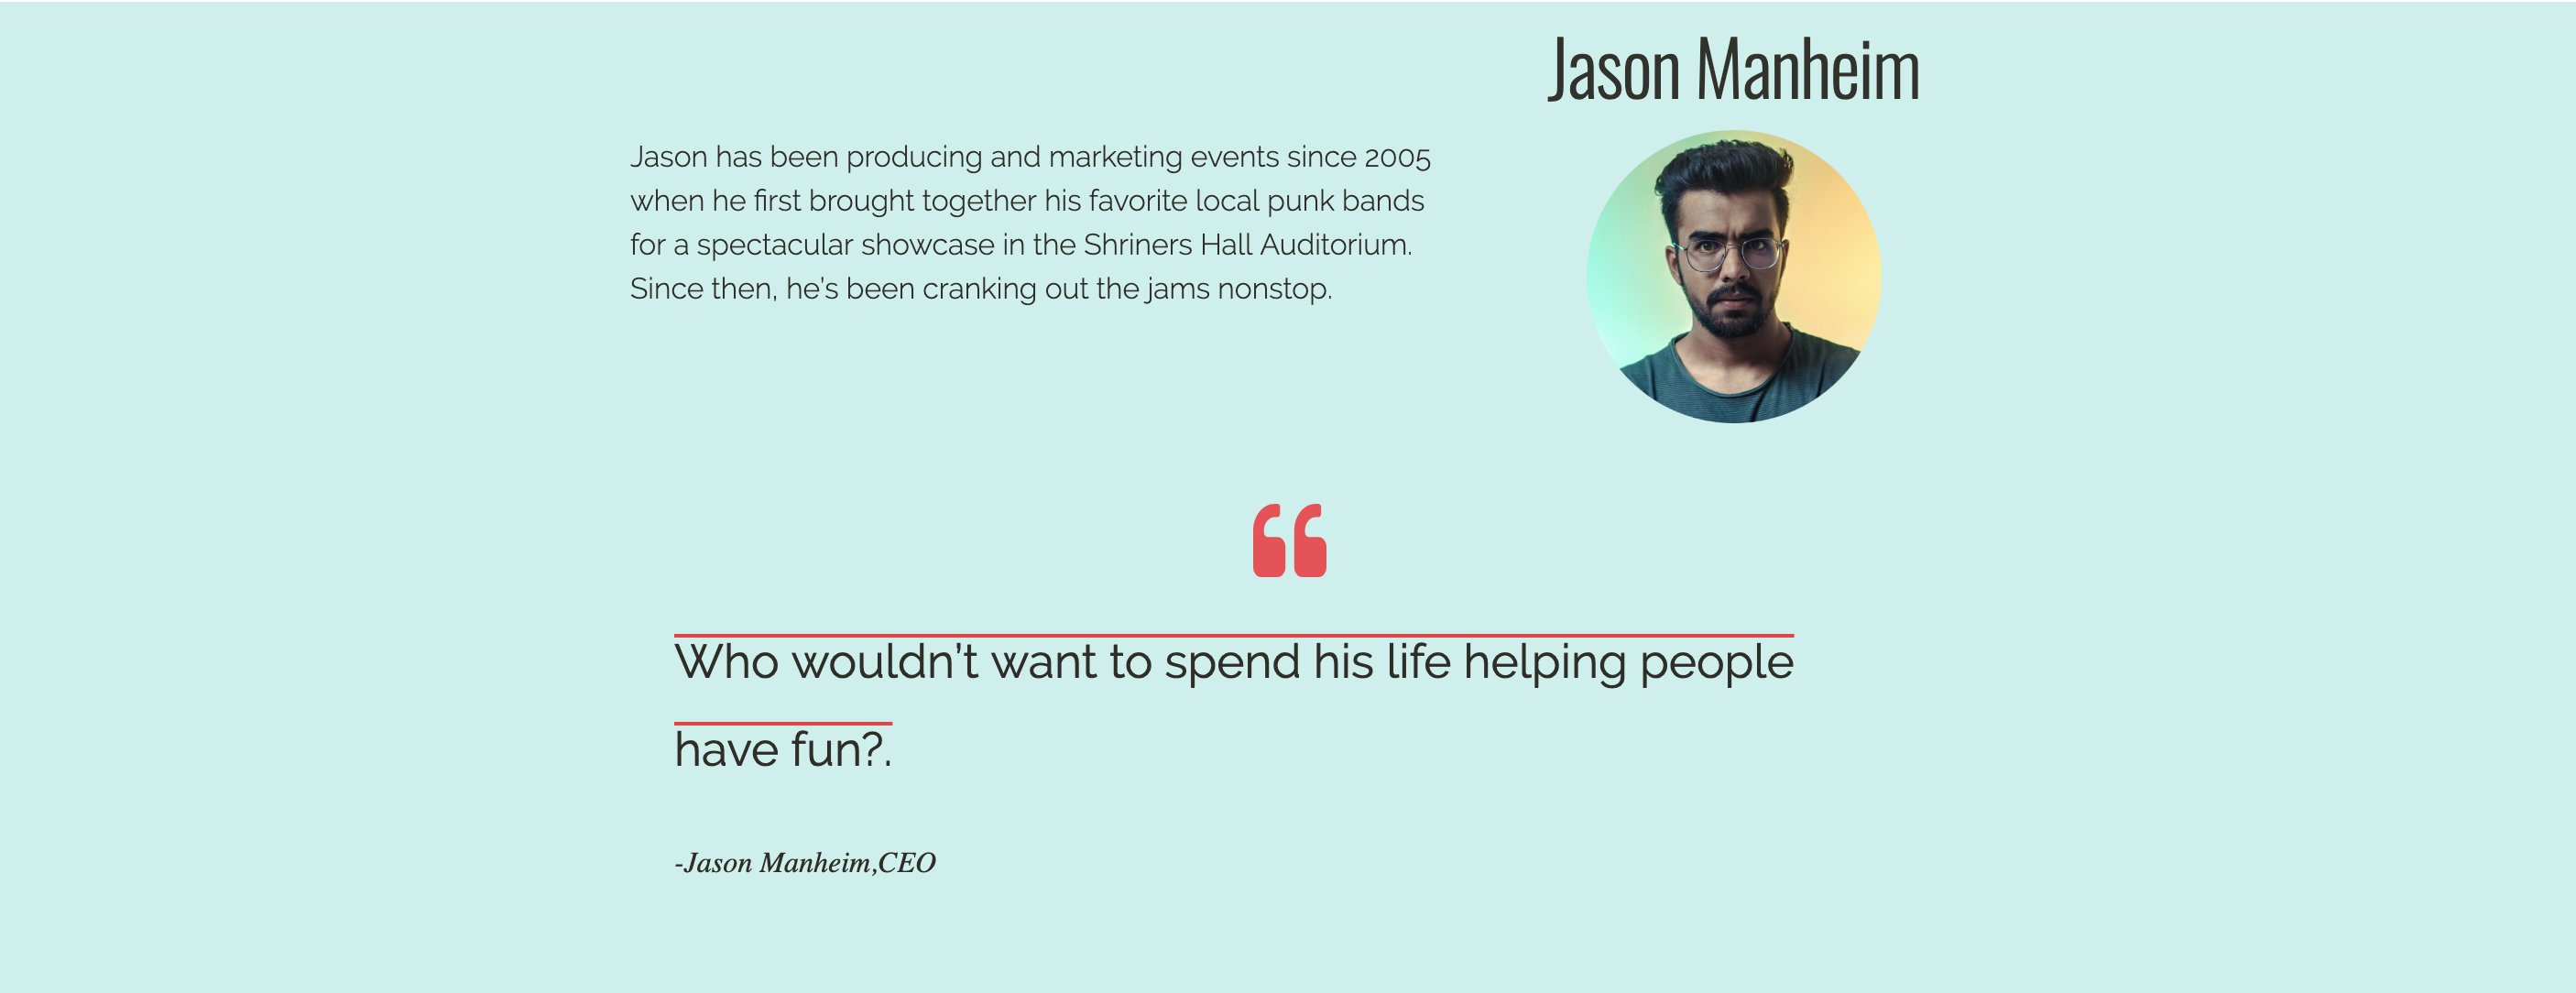 Jason Manheim
Jason has been producing and marketing events since 2005
when he first brought together his favorite local punk bands
for a spectacular showcase in the Shriners Hall Auditorium.
Since then, he’s been cranking out the jams nonstop.
“
Who wouldn’t want to spend his life helping people
have fun?.
-Jason Manheim,CEO